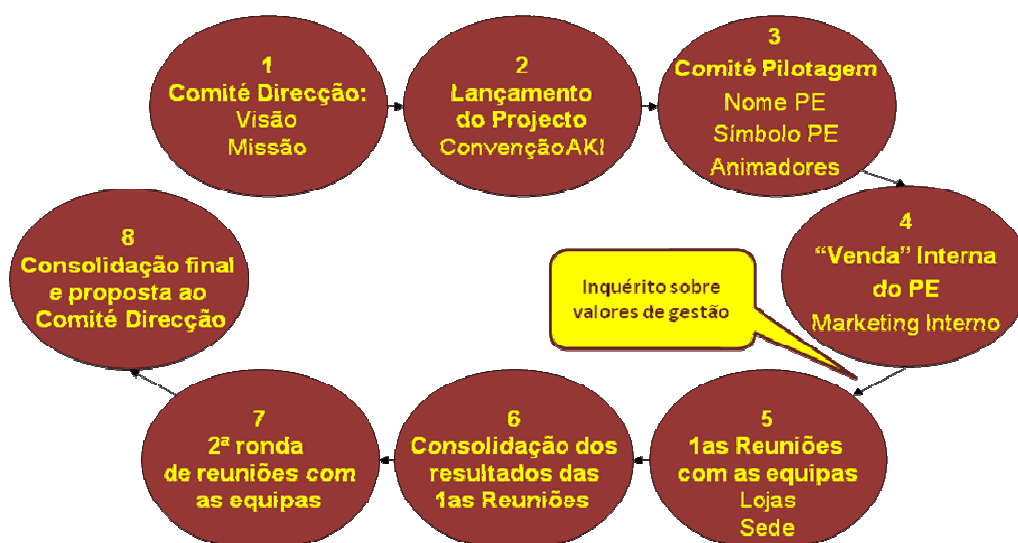 1
Comité Direcção:
Visão
Missão
2
Lançamento
do Projecto
Convenção AKI
3
Comité Pilotagem
Nome PE
Símbolo PE
Animadores
4
“Venda” Interna
do PE
Marketing Interno
Inquérito sobre
valores de gestão
5
1as Reuniões
com as equipas
Lojas
Sede
6
Consolidação dos
resultados das
1as Reuniões
7
2ª ronda
de reuniões com
as equipas
8
Consolidação final
e proposta ao
Comité Direcção